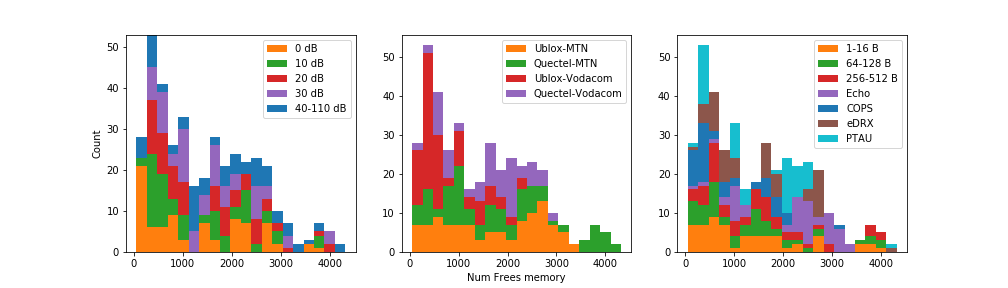 50
40
30
20
10
0
Count
0 dB
10 dB
20 dB
30 dB
40-110 dB
0 1000 2000 3000 4000
50
40
30
20
10
0
Ublox-MTN
Quectel-MTN
Ublox-Vodacom
Quectel-Vodacom
0 1000 2000 3000 4000
Num Frees memory
50
40
30
20
10
0
1-16 B
64-128 B
256-512 B
Echo
COPS
eDRX
PTAU
0 1000 2000 3000 4000